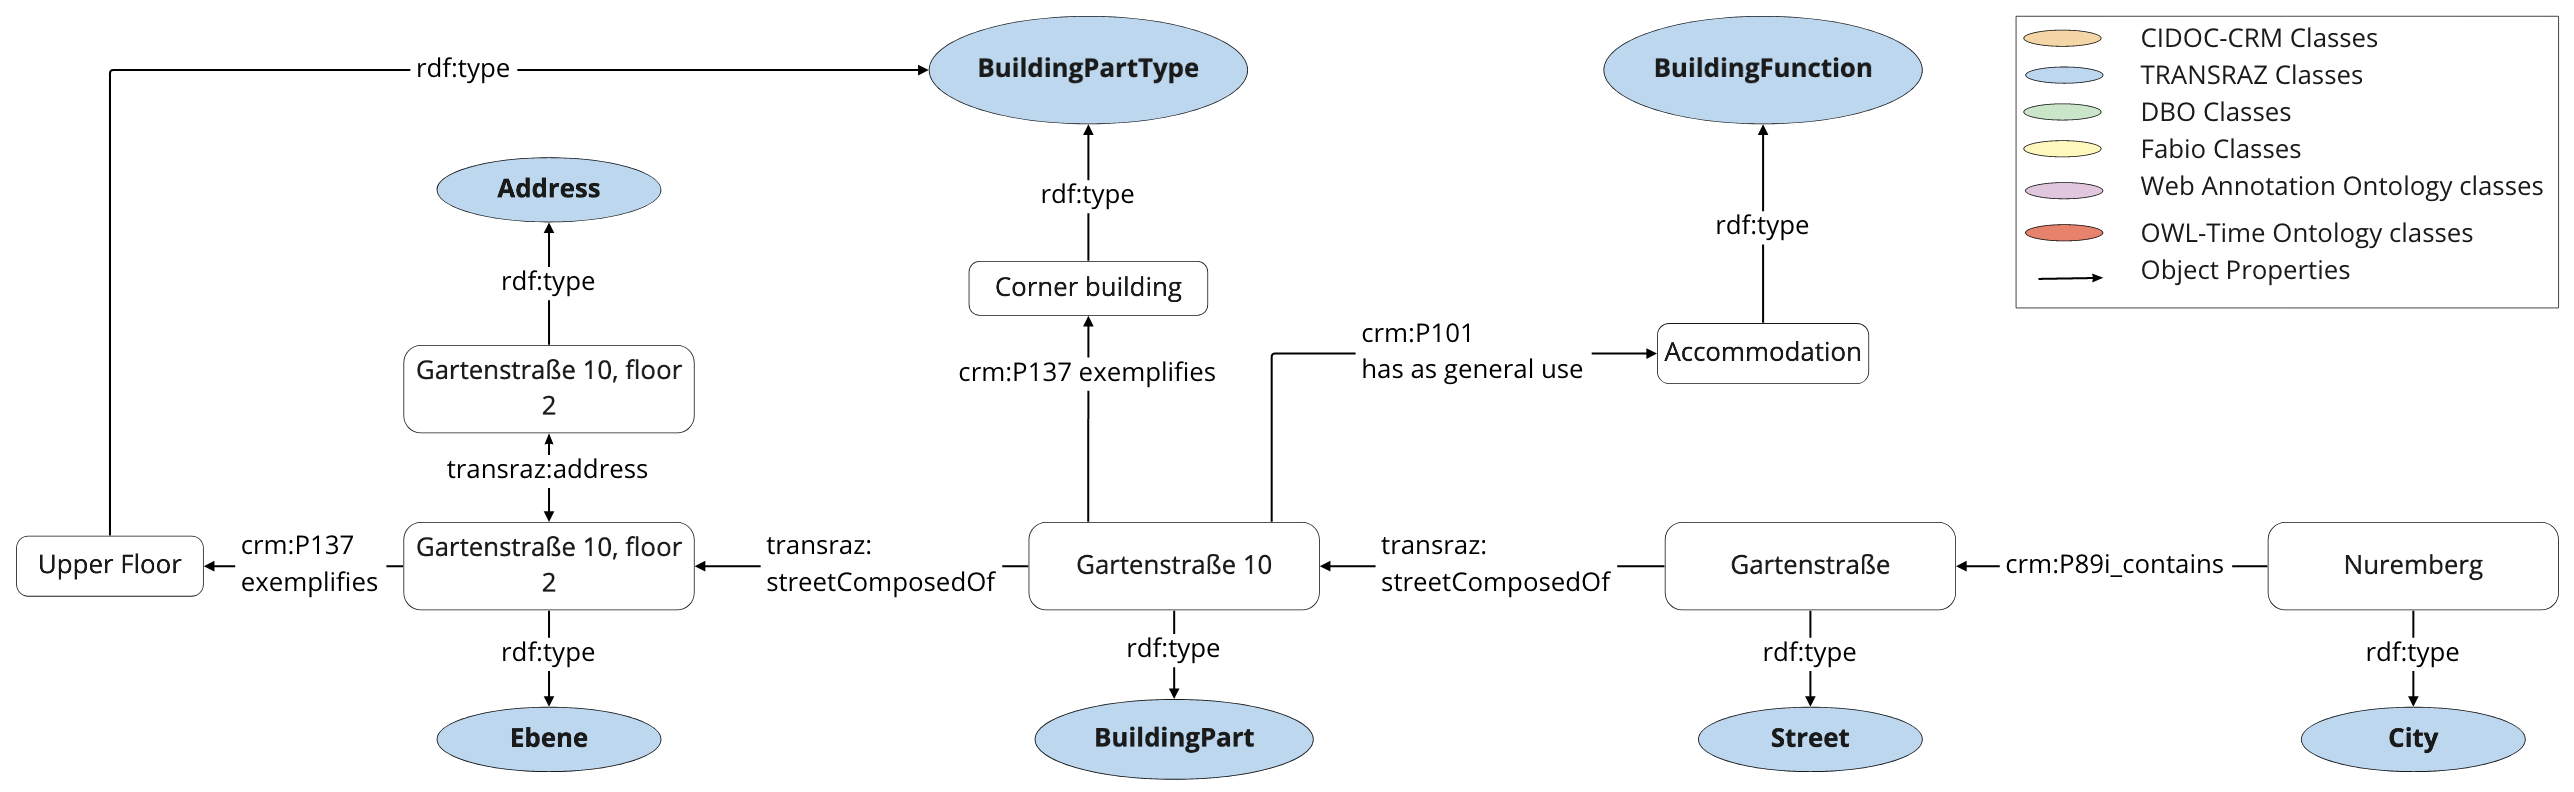 BuildingPartType
BuildingFunction
rdf:type
Address
rdf:type
rdf:type
rdf:type
Corner building
Gartenstraße 10, floor
2
crm:P137 exemplifies
crm:P101
has as general use
Accommodation
transraz:address
Upper Floor
crm:P137
exemplifies
Gartenstraße 10, floor
2
transraz:
streetComposedOf
Gartenstraße 10
transraz:
streetComposedOf
Gartenstraße
crm:P89i_contains
Nuremberg
rdf:type
rdf:type
rdf:type
rdf:type
Ebene
BuildingPart
Street
City
CIDOC-CRM Classes
TRANSRAZ Classes
DBO Classes
Fabio Classes
Web Annotation Ontology classes
OWL-Time Ontology classes
Object Properties